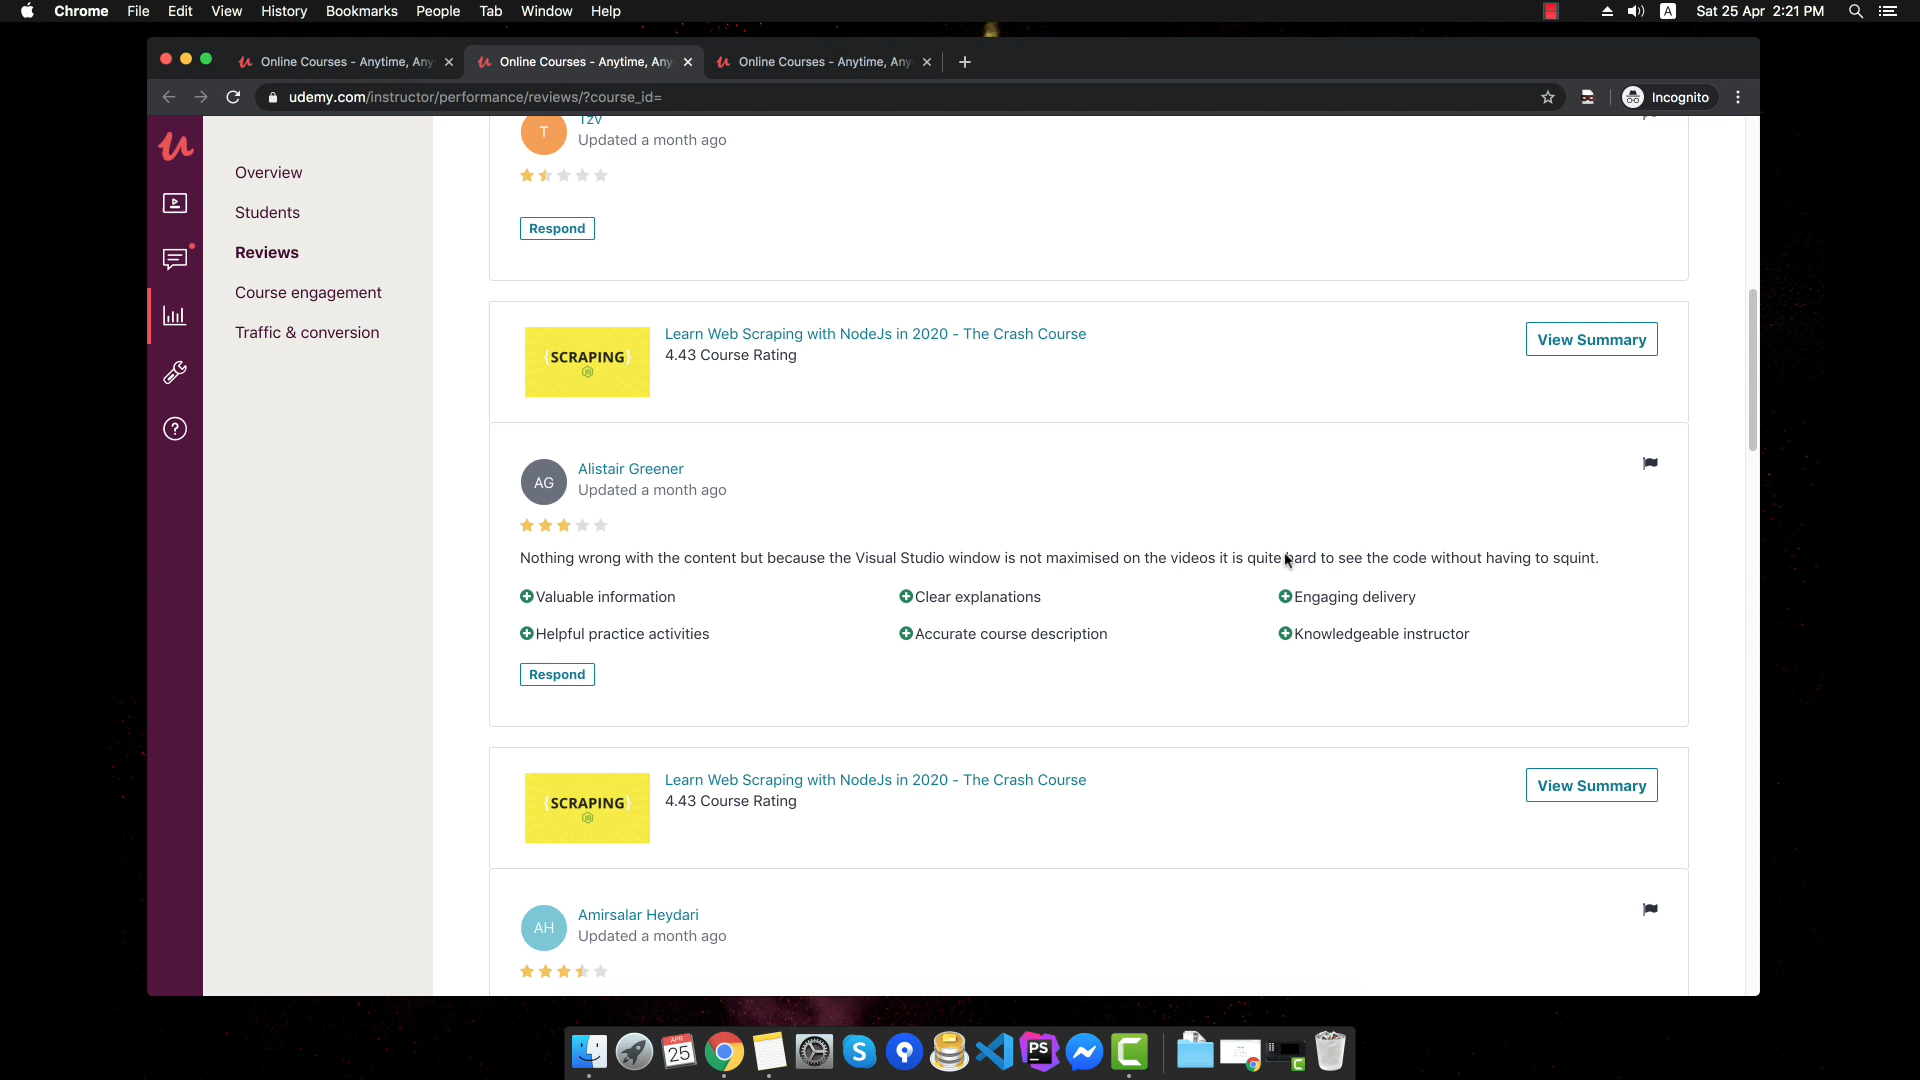 Chrome File Edit View History Bookmarks People Tab Window Help
A Sat 25 Apr 2:21 PM
Online Courses - Anytime, Any
Online Courses - Anytime, Any
Online Courses - Anytime, Any
udemy.com/instructor/performance/reviews/?course_id=
Incognito
Overview
Students
Reviews
Course engagement
Traffic & conversion
T
Tzv
Updated a month ago
Respond
SCRAPING
Learn Web Scraping with NodeJs in 2020 - The Crash Course
4.43 Course Rating
View Summary
AG
Alistair Greener
Updated a month ago
Nothing wrong with the content but because the Visual Studio window is not maximised on the videos it is quite hard to see the code without having to squint.
Valuable information
Clear explanations
Engaging delivery
Helpful practice activities
Accurate course description
Knowledgeable instructor
Respond
SCRAPING
Learn Web Scraping with NodeJs in 2020 - The Crash Course
4.43 Course Rating
View Summary
AH
Amirsalar Heydari
Updated a month ago
APR
25
S
PS
C